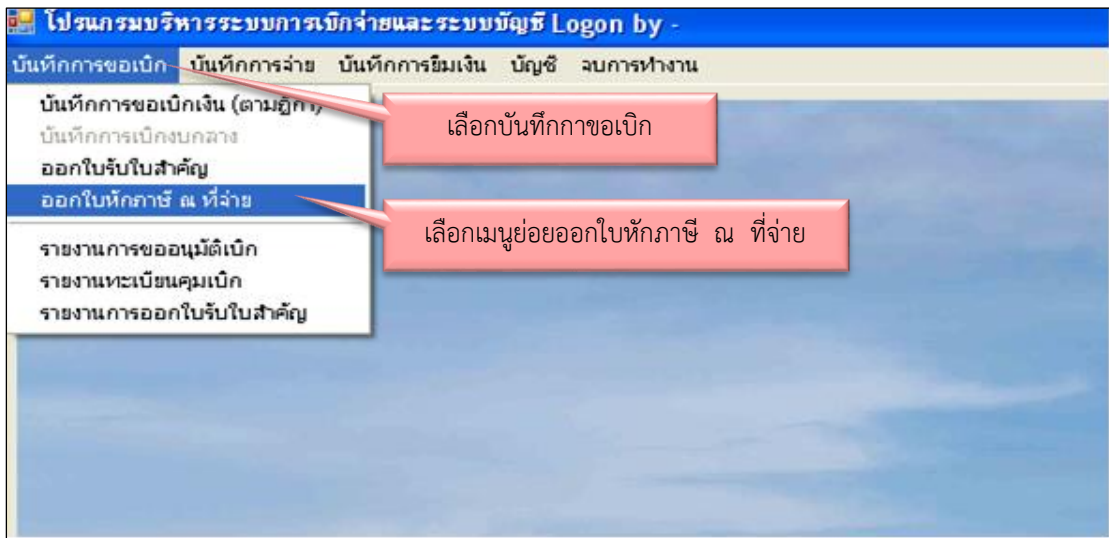 โปรแกรมบริหารระบบการเบิกจ่ายและระบบบัญชี Logon by -
บันทึกการขอเบิก บันทึกการจ่าย บันทึกการยืมเงิน บัญชี จบการทำงาน
บันทึกการขอเบิกเงิน (ตามฎีกา)
เลือกบันทึกกาขอเบิก
บันทึกการเบิกงบกลาง
ออกใบรับใบสำคัญ
ออกใบหักภาษี ณ ที่จ่าย
เลือกเมนูย่อยออกใบหักภาษี ณ ที่จ่าย
รายงานการขออนุมัติเบิก
รายงานทะเบียนคุมเบิก
รายงานการออกใบรับใบสำคัญ